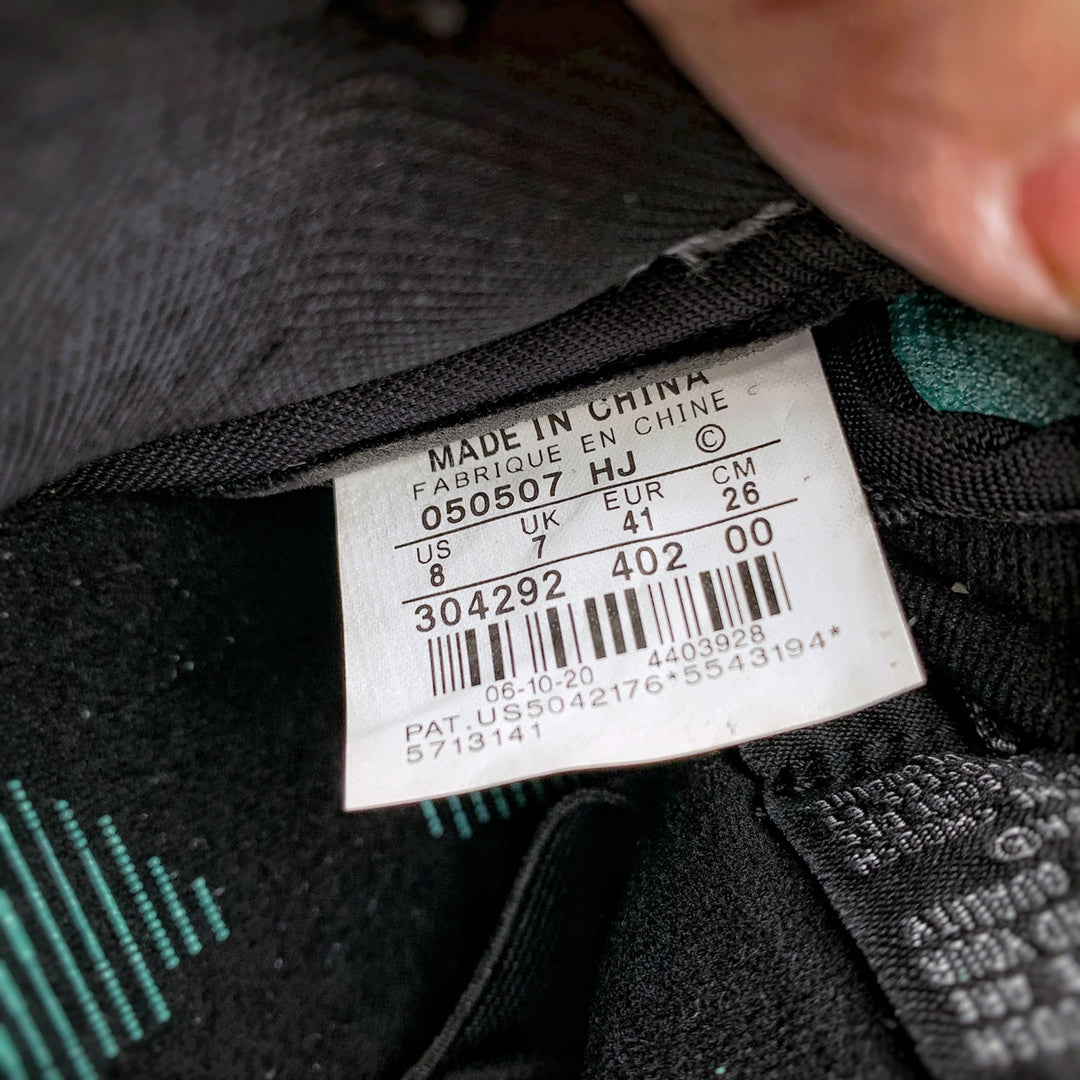 MADE IN CHINA
FABRIQUE EN CHINE
050507 HJ ©
US UK EUR CM
8 7 41 26
304292 402 00
06-10-20 4403928
PAT.US5042176*5543194*
5713141